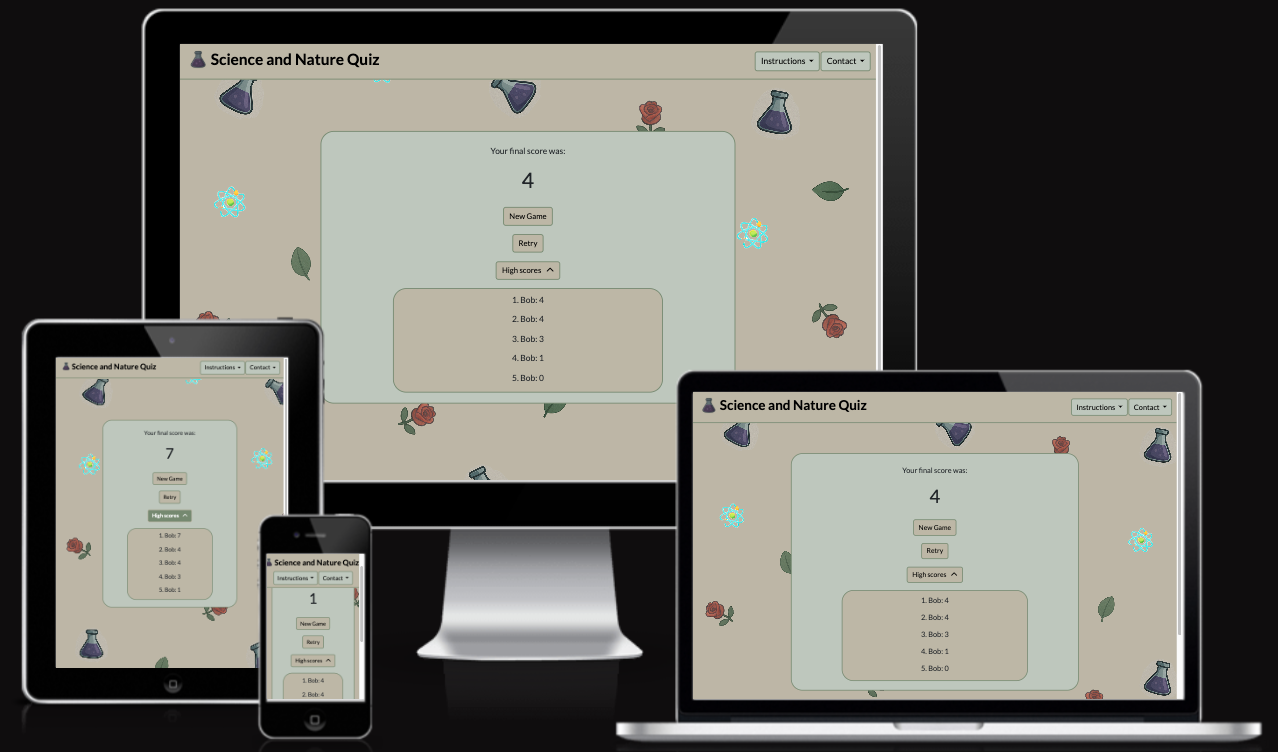 Science and Nature Quiz
Instructions Contact
Your final score was:
4
New Game
Retry
High scores
1. Bob: 4
2. Bob: 4
3. Bob: 3
4. Bob: 1
5. Bob: 0
Science and Nature Quiz
Instructions Contact
Your final score was:
7
New Game
Retry
High scores
1. Bob: 7
2. Bob: 4
3. Bob: 4
4. Bob: 3
5. Bob: 1
Science and Nature Quiz
Instructions Contact
1
New Game
Retry
High scores
1. Bob: 4
2. Bob: 4
Science and Nature Quiz
Instructions Contact
Your final score was:
4
New Game
Retry
High scores
1. Bob: 4
2. Bob: 4
3. Bob: 3
4. Bob: 1
5. Bob: 0